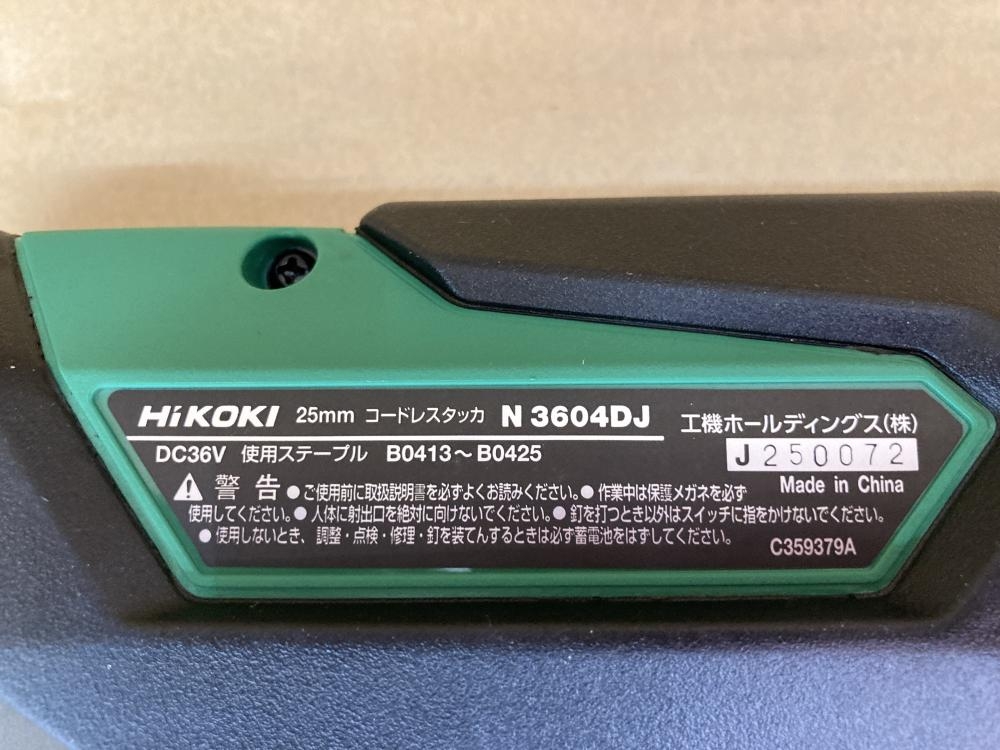 HiKOKI 25mm コードレスタッカ N 3604DJ 工機ホールディングス(株)
DC36V 使用ステープル B0413〜B0425 J250072
Made in China
⚠ 警告 ●ご使用前に取扱説明書を必ずよくお読みください。●作業中は保護メガネを必ず
使用してください。●人体に射出口を絶対に向けないでください。●釘を打つとき以外はスイッチに指をかけないでください。
●使用しないとき、調整・点検・修理・釘を装てんするときは必ず蓄電池をはずしてください。
C359379A